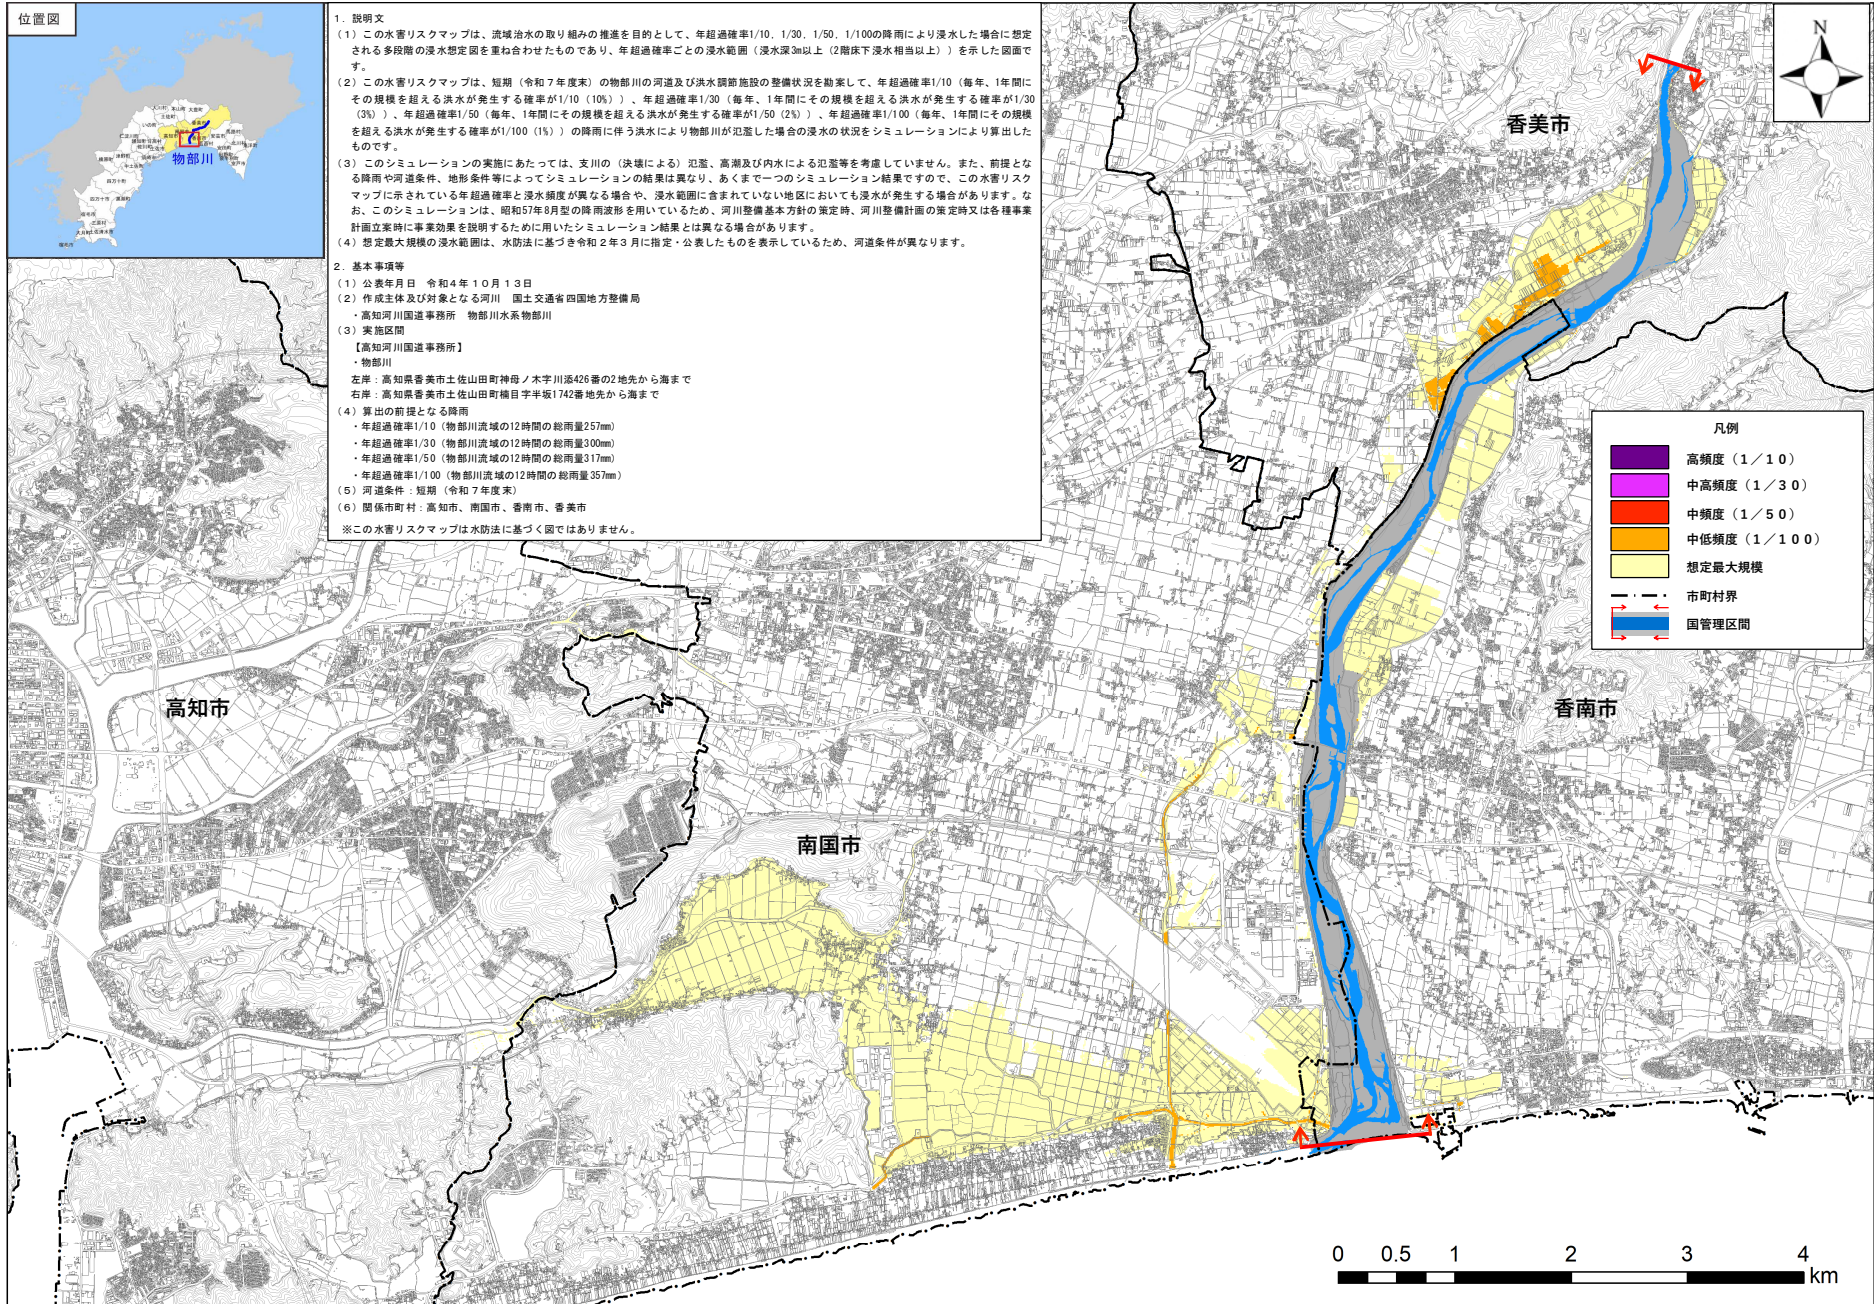 位置図
物部川
1．説明文
（1）この水害リスクマップは、流域治水の取り組みの推進を目的として、年超過確率1/10、1/30、1/50、1/100の降雨により浸水した場合に想定
される多段階の浸水想定図を重ね合わせたものであり、年超過確率ごとの浸水範囲（浸水深3m以上（2階床下浸水相当以上））を示した図面で
す。
（2）この水害リスクマップは、短期（令和７年度末）の物部川の河道及び洪水調節施設の整備状況を勘案して、年超過確率1/10（毎年、1年間に
その規模を超える洪水が発生する確率が1/10（10%））、年超過確率1/30（毎年、1年間にその規模を超える洪水が発生する確率が1/30
（3%））、年超過確率1/50（毎年、1年間にその規模を超える洪水が発生する確率が1/50（2%））、年超過確率1/100（毎年、1年間にその規模
を超える洪水が発生する確率が1/100（1%））の降雨に伴う洪水により物部川が氾濫した場合の浸水の状況をシミュレーションにより算出した
ものです。
（3）このシミュレーションの実施にあたっては、支川の（決壊による）氾濫、高潮及び内水による氾濫等を考慮していません。また、前提とな
る降雨や河道条件、地形条件等によってシミュレーションの結果は異なり、あくまで一つのシミュレーション結果ですので、この水害リスク
マップに示されている年超過確率と浸水頻度が異なる場合や、浸水範囲に含まれていない地区においても浸水が発生する場合があります。な
お、このシミュレーションは、昭和57年8月型の降雨波形を用いているため、河川整備基本方針の策定時、河川整備計画の策定時又は各種事業
計画立案時に事業効果を説明するために用いたシミュレーション結果とは異なる場合があります。
（4）想定最大規模の浸水範囲は、水防法に基づき令和２年３月に指定・公表したものを表示しているため、河道条件が異なります。
2．基本事項等
（1）公表年月日　令和４年１０月１３日
（2）作成主体及び対象となる河川　国土交通省四国地方整備局
・高知河川国道事務所　物部川水系物部川
（3）実施区間
【高知河川国道事務所】
・物部川
左岸：高知県香美市土佐山田町神母ノ木字川添426番の2地先から海まで
右岸：高知県香美市土佐山田町楠目字半坂1742番地先から海まで
（4）算出の前提となる降雨
・年超過確率1/10（物部川流域の12時間の総雨量257mm）
・年超過確率1/30（物部川流域の12時間の総雨量300mm）
・年超過確率1/50（物部川流域の12時間の総雨量317mm）
・年超過確率1/100（物部川流域の12時間の総雨量357mm）
（5）河道条件：短期（令和７年度末）
（6）関係市町村：高知市、南国市、香南市、香美市
※この水害リスクマップは水防法に基づく図ではありません。
N
香美市
凡例
高頻度（１／１０）
中高頻度（１／３０）
中頻度（１／５０）
中低頻度（１／１００）
想定最大規模
市町村界
国管理区間
高知市
香南市
南国市
0 0.5 1 2 3 4
km